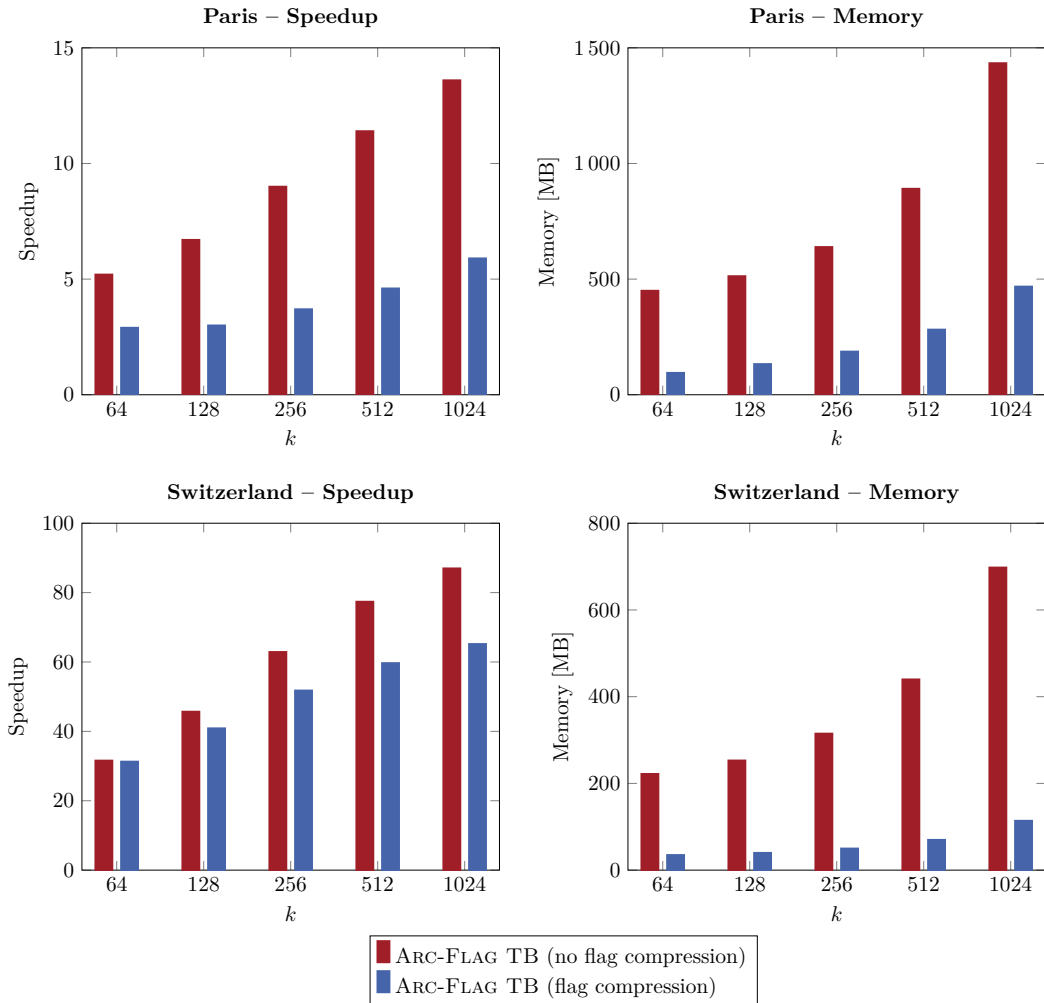 Paris – Speedup
15
10
5
0
Speedup
64 128 256 512 1024
k
Paris – Memory
1 500
1 000
500
0
Memory [MB]
64 128 256 512 1024
k
Switzerland – Speedup
100
80
60
40
20
0
Speedup
64 128 256 512 1024
k
Switzerland – Memory
800
600
400
200
0
Memory [MB]
64 128 256 512 1024
k
ARC-FLAG TB (no flag compression)
ARC-FLAG TB (flag compression)